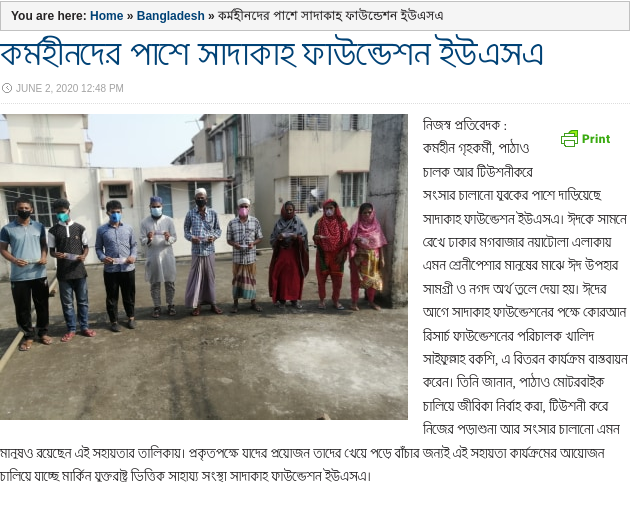 You are here: Home » Bangladesh » কর্মহীনদের পাশে সাদাকাহ ফাউন্ডেশন ইউএসএ
কর্মহীনদের পাশে সাদাকাহ ফাউন্ডেশন ইউএসএ
JUNE 2, 2020 12:48 PM
নিজস্ব প্রতিবেদক :
Print
কর্মহীন গৃহকর্মী, পাঠাও
চালক আর টিউশনীকরে
সংসার চালানো যুবকের পাশে দাড়িয়েছে
সাদাকাহ ফাউন্ডেশন ইউএসএ। ঈদকে সামনে
রেখে ঢাকার মগবাজার নয়াটোলা এলাকায়
এমন শ্রেনীপেশার মানুষের মাঝে ঈদ উপহার
সামগ্রী ও নগদ অর্থ তুলে দেয়া হয়। ঈদের
আগে সাদাকাহ ফাউন্ডেশনের পক্ষে কোরআন
রিসার্চ ফাউন্ডেশনের পরিচালক খালিদ
সাইফুল্লাহ বকশি, এ বিতরন কার্যক্রম বাস্তবায়ন
করেন। তিনি জানান, পাঠাও মোটরবাইক
চালিয়ে জীবিকা নির্বাহ করা, টিউশনী করে
নিজের পড়াশুনা আর সংসার চালানো এমন
মানুষও রয়েছেন এই সহায়তার তালিকায়। প্রকৃতপক্ষে যাদের প্রয়োজন তাদের খেয়ে পড়ে বাঁচার জন্যই এই সহায়তা কার্যক্রমের আয়োজন
চালিয়ে যাচ্ছে মার্কিন যুক্তরাষ্ট্র ভিত্তিক সাহায্য সংস্থা সাদাকাহ ফাউন্ডেশন ইউএসএ।